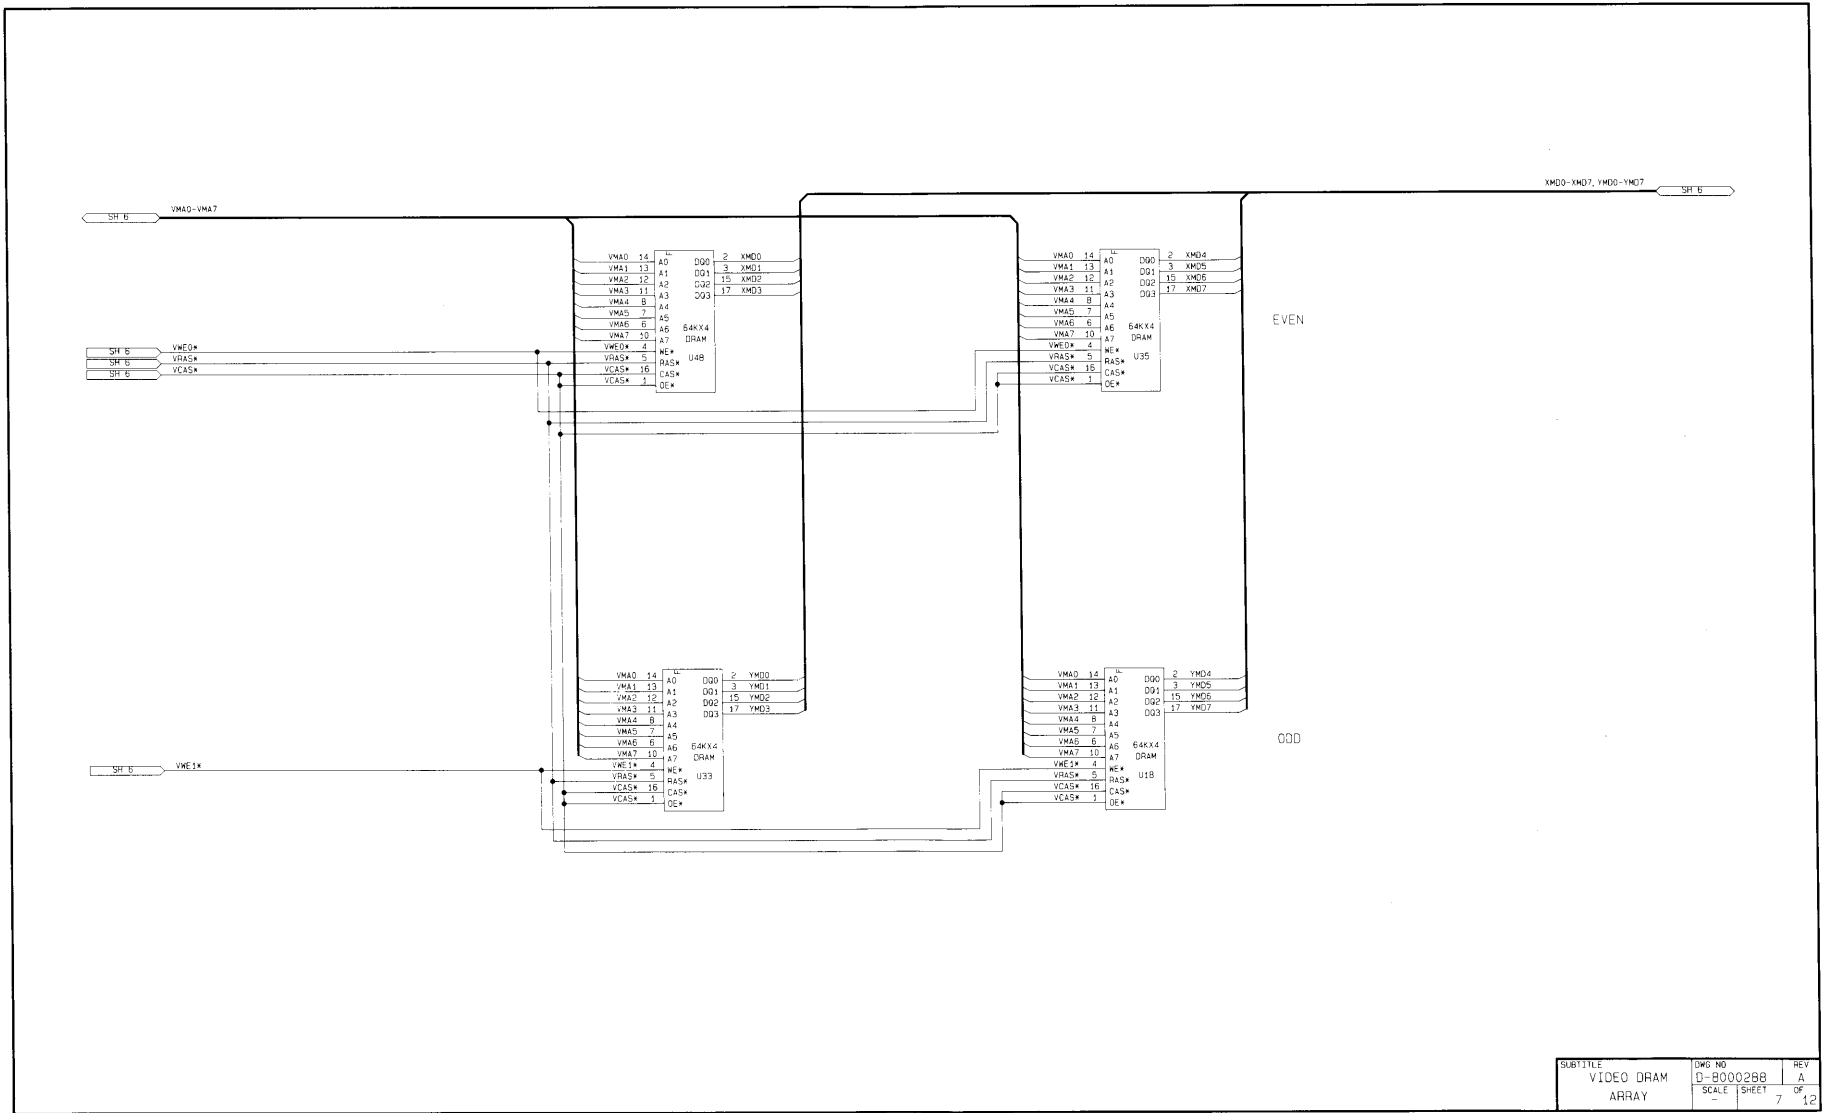 XMD0-XMD7, YMD0-YMD7
SH 6
SH 6
VMA0-VMA7
VMA0 14 A0 DQ0 2 XMD0
VMA1 13 A1 DQ1 3 XMD1
VMA2 12 A2 DQ2 15 XMD2
VMA3 11 A3 DQ3 17 XMD3
VMA4 8 A4
VMA5 7 A5
VMA6 6 A6 64KX4
VMA7 10 A7 DRAM
VWE0* 4 WE*
VRAS* 5 RAS* U48
VCAS* 16 CAS*
VCAS* 1 OE*
VMA0 14 A0 DQ0 2 XMD4
VMA1 13 A1 DQ1 3 XMD5
VMA2 12 A2 DQ2 15 XMD6
VMA3 11 A3 DQ3 17 XMD7
VMA4 8 A4
VMA5 7 A5
VMA6 6 A6 64KX4
VMA7 10 A7 DRAM
VWE0* 4 WE*
VRAS* 5 RAS* U35
VCAS* 16 CAS*
VCAS* 1 OE*
EVEN
SH 6 VWE0*
SH 6 VRAS*
SH 6 VCAS*
VMA0 14 A0 DQ0 2 YMD0
VMA1 13 A1 DQ1 3 YMD1
VMA2 12 A2 DQ2 15 YMD2
VMA3 11 A3 DQ3 17 YMD3
VMA4 8 A4
VMA5 7 A5
VMA6 6 A6 64KX4
VMA7 10 A7 DRAM
VWE1* 4 WE*
VRAS* 5 RAS* U33
VCAS* 16 CAS*
VCAS* 1 OE*
VMA0 14 A0 DQ0 2 YMD4
VMA1 13 A1 DQ1 3 YMD5
VMA2 12 A2 DQ2 15 YMD6
VMA3 11 A3 DQ3 17 YMD7
VMA4 8 A4
VMA5 7 A5
VMA6 6 A6 64KX4
VMA7 10 A7 DRAM
VWE1* 4 WE*
VRAS* 5 RAS* U18
VCAS* 16 CAS*
VCAS* 1 OE*
ODD
SH 6 VWE1*
SUBTITLE
VIDEO DRAM
ARRAY
DWG NO
D-8000288
REV
A
SCALE
-
SHEET 7 OF 12